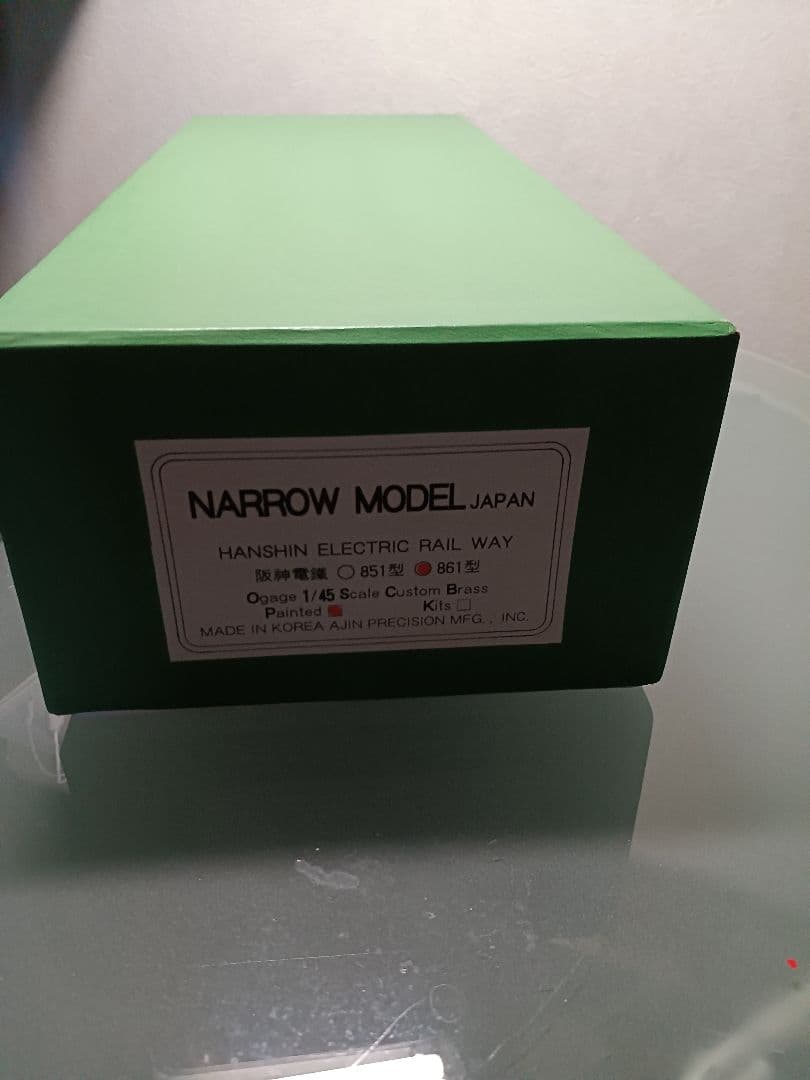 NARROW MODEL JAPAN
HANSHIN ELECTRIC RAIL WAY
阪神電鐵 ○ 851型 ● 861型
Ogage 1/45 Scale Custom Brass
Painted ■ Kits □
MADE IN KOREA AJIN PRECISION MFG., INC.